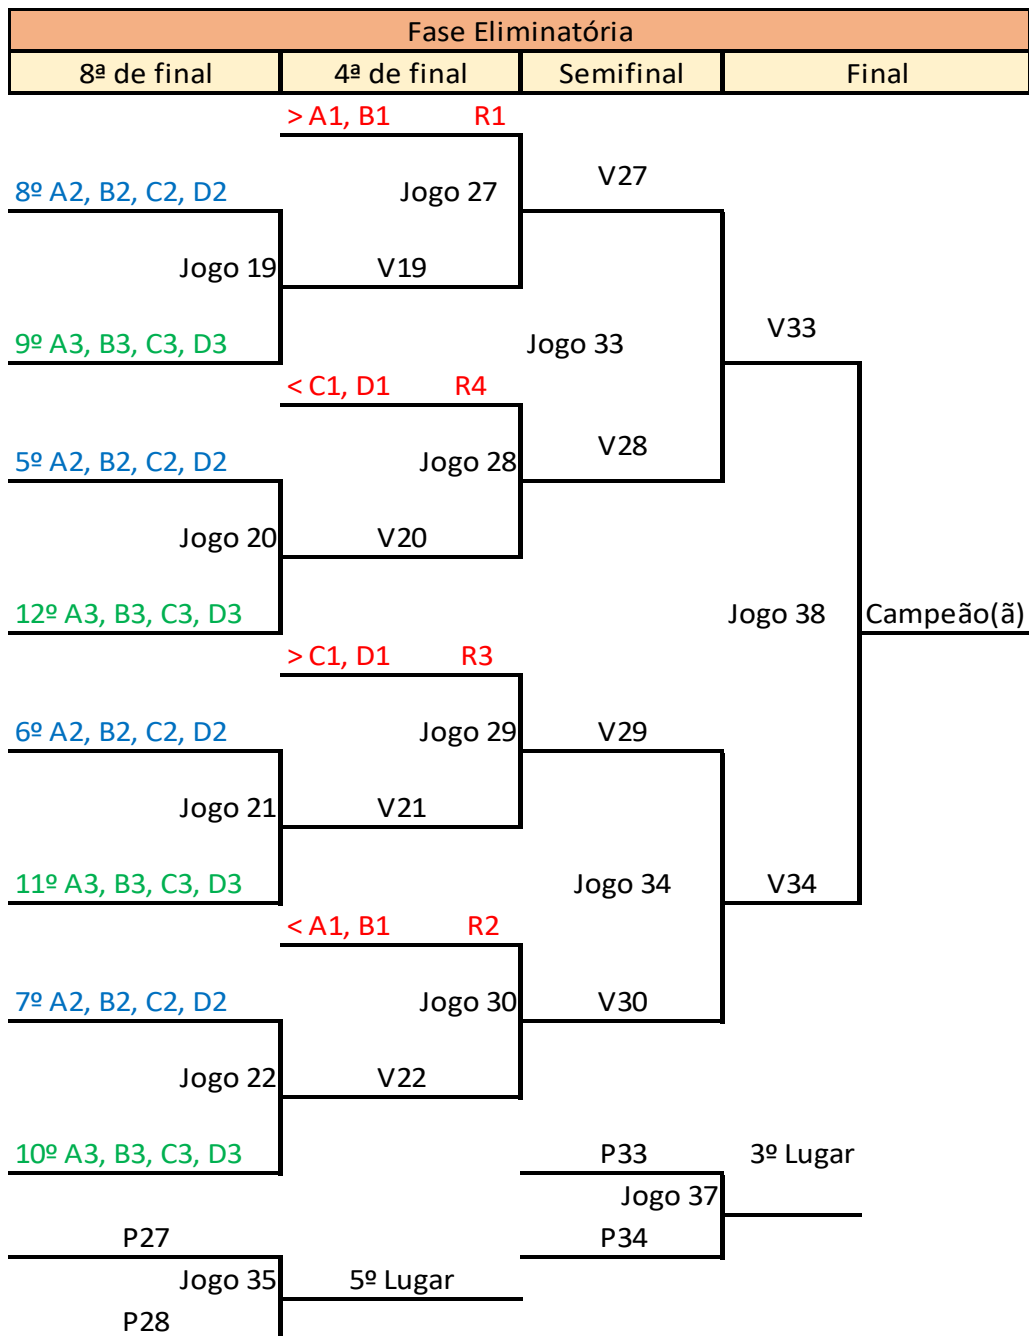 Fase Eliminatória
8ª de final 4ª de final Semifinal Final
> A1, B1 R1
V27
8º A2, B2, C2, D2 Jogo 27
Jogo 19 V19
V33
9º A3, B3, C3, D3 Jogo 33
< C1, D1 R4
V28
5º A2, B2, C2, D2 Jogo 28
Jogo 20 V20
12º A3, B3, C3, D3 Jogo 38 Campeão(ã)
> C1, D1 R3
6º A2, B2, C2, D2 Jogo 29 V29
Jogo 21 V21
11º A3, B3, C3, D3 Jogo 34 V34
< A1, B1 R2
7º A2, B2, C2, D2 Jogo 30 V30
Jogo 22 V22
10º A3, B3, C3, D3 P33 3º Lugar
Jogo 37
P27 P34
Jogo 35 5º Lugar
P28